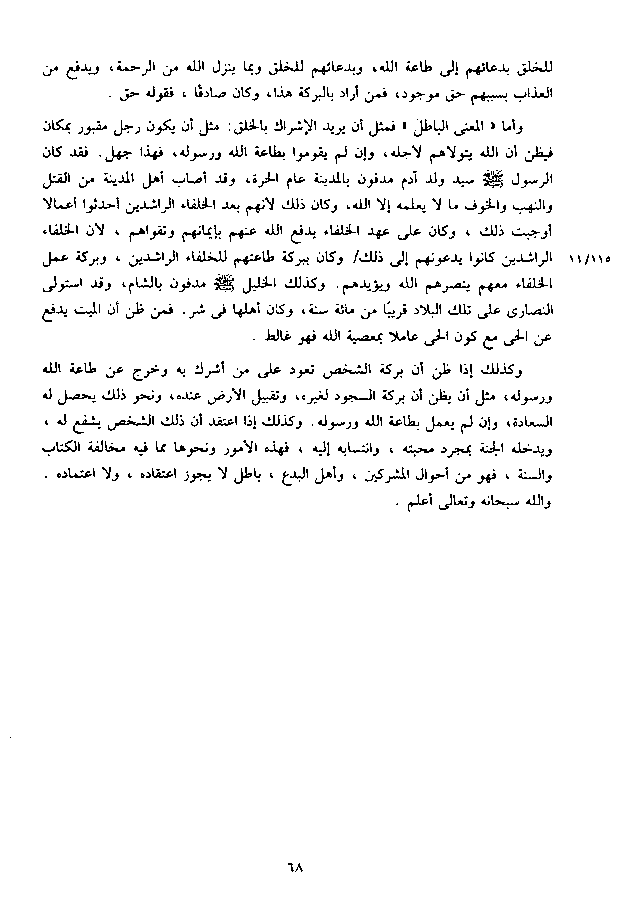 للخلق بدعائهم إلى طاعة الله، وبدعائهم للخلق وبما ينزل الله من الرحمة، ويدفع من
العذاب بسببهم حق موجود، فمن أراد بالبركة هذا، وكان صادقًا ، فقوله حق .
وأما « المعنى الباطل » فمثل أن يريد الإشراك بالخلق: مثل أن يكون رجل مقبور بمكان
فيظن أن الله يتولاهم لأجله، وإن لم يقوموا بطاعة الله ورسوله، فهذا جهل. فقد كان
الرسول ﷺ سيد ولد آدم مدفون بالمدينة عام الحرة، وقد أصاب أهل المدينة من القتل
والنهب والخوف ما لا يعلمه إلا الله، وكان ذلك لأنهم بعد الخلفاء الراشدين أحدثوا أعمالا
أوجبت ذلك ، وكان على عهد الخلفاء يدفع الله عنهم بإيمانهم وتقواهم ، لأن الخلفاء
الراشدين كانوا يدعونهم إلى ذلك/ وكان ببركة طاعتهم للخلفاء الراشدين ، وبركة عمل ١١/١١٥
الخلفاء معهم ينصرهم الله ويؤيدهم. وكذلك الخليل ﷺ مدفون بالشام، وقد استولى
النصارى على تلك البلاد قريبًا من مائة سنة، وكان أهلها فى شر. فمن ظن أن الميت يدفع
عن الحى مع كون الحى عاملا بمعصية الله فهو غالط .
وكذلك إذا ظن أن بركة الشخص تعود على من أشرك به وخرج عن طاعة الله
ورسوله، مثل أن يظن أن بركة السجود لغيره، وتقبيل الأرض عنده، ونحو ذلك يحصل له
السعادة، وإن لم يعمل بطاعة الله ورسوله. وكذلك إذا اعتقد أن ذلك الشخص يشفع له ،
ويدخله الجنة بمجرد محبته ، وانتسابه إليه ، فهذه الأمور ونحوها مما فيه مخالفة الكتاب
والسنة ، فهو من أحوال المشركين ، وأهل البدع ، باطل لا يجوز اعتقاده ، ولا اعتماده .
والله سبحانه وتعالى أعلم .
٦٨